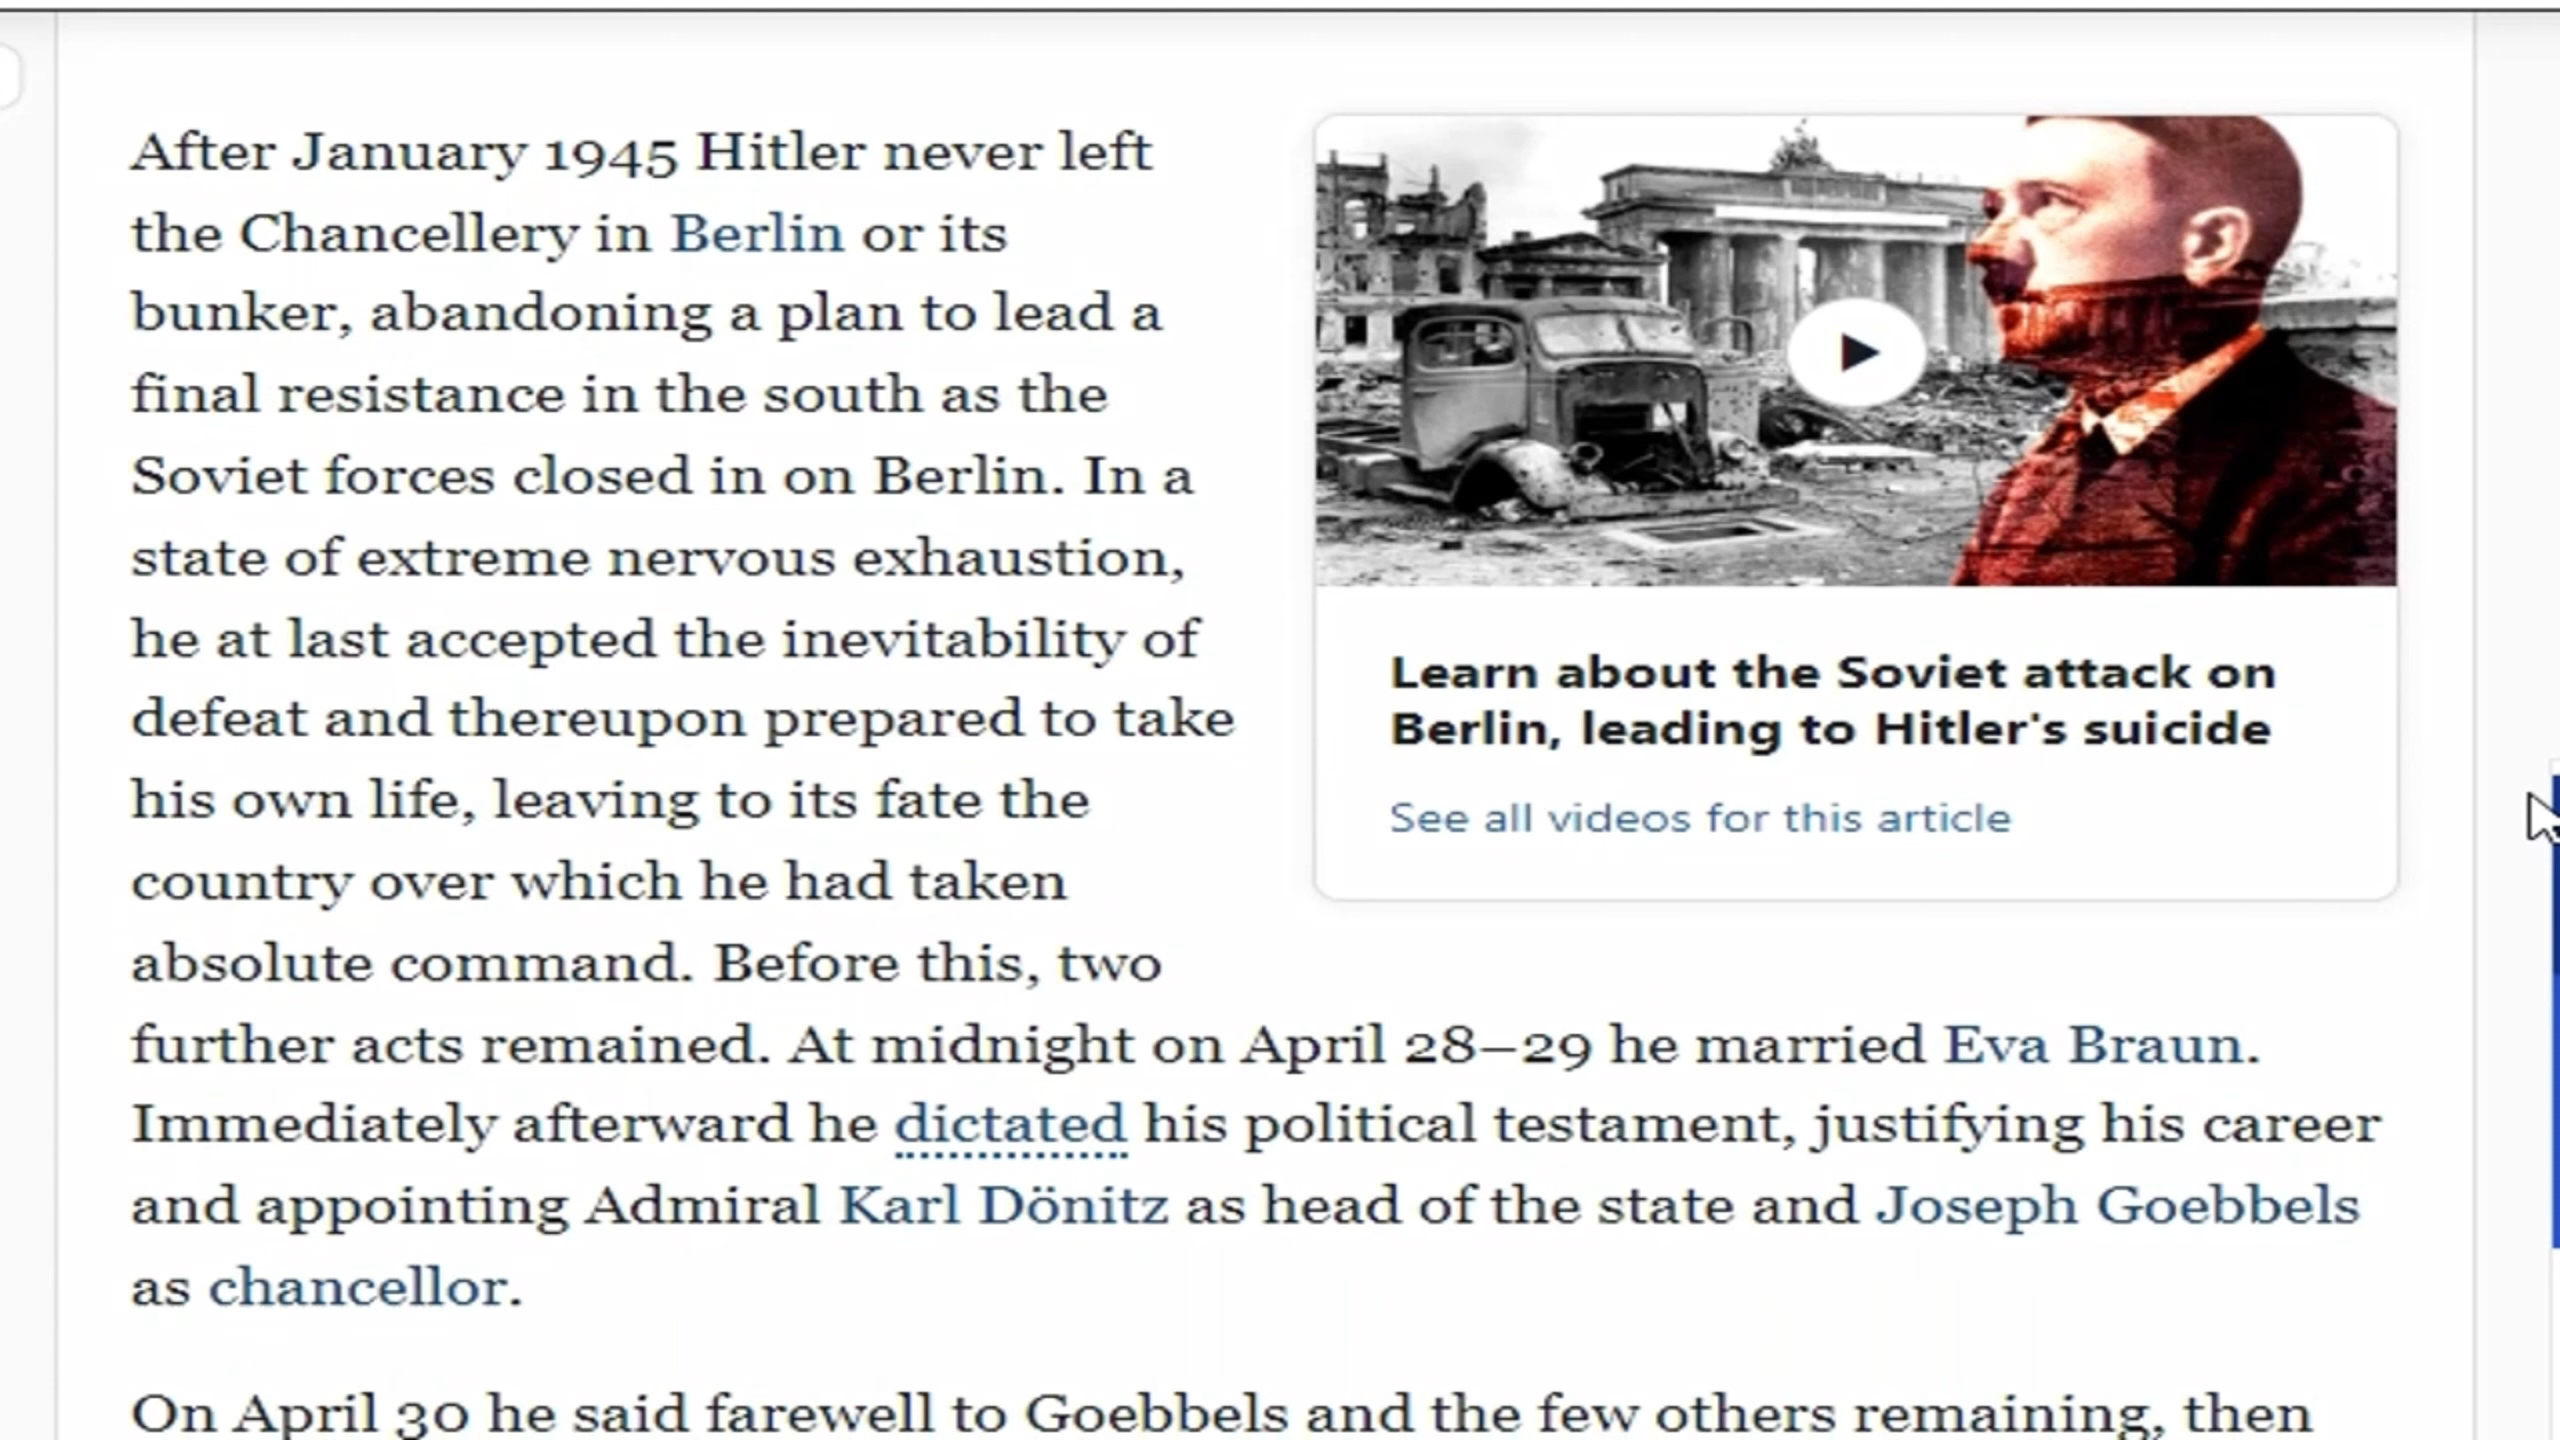 After January 1945 Hitler never left
the Chancellery in Berlin or its
bunker, abandoning a plan to lead a
final resistance in the south as the
Soviet forces closed in on Berlin. In a
state of extreme nervous exhaustion,
he at last accepted the inevitability of
defeat and thereupon prepared to take
his own life, leaving to its fate the
country over which he had taken
absolute command. Before this, two
further acts remained. At midnight on April 28–29 he married Eva Braun.
Immediately afterward he dictated his political testament, justifying his career
and appointing Admiral Karl Dönitz as head of the state and Joseph Goebbels
as chancellor.
On April 30 he said farewell to Goebbels and the few others remaining, then
Learn about the Soviet attack on
Berlin, leading to Hitler's suicide
See all videos for this article